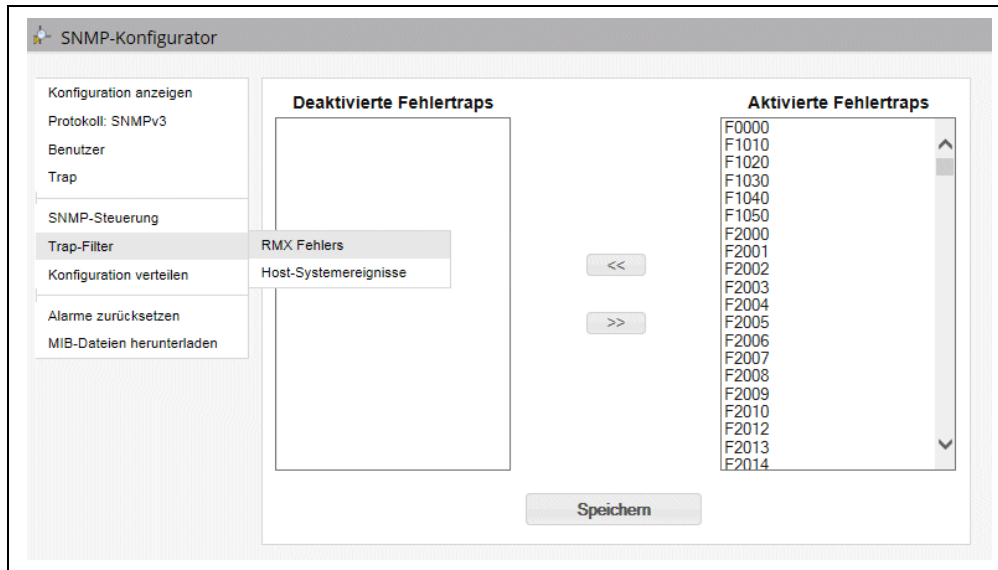 SNMP-Konfigurator
Konfiguration anzeigen
Protokoll: SNMPv3
Benutzer
Trap
SNMP-Steuerung
Trap-Filter
Konfiguration verteilen
Alarme zurücksetzen
MIB-Dateien herunterladen
RMX Fehlers
Host-Systemereignisse
Deaktivierte Fehlertraps
<<
>>
Aktivierte Fehlertraps
F0000
F1010
F1020
F1030
F1040
F1050
F2000
F2001
F2002
F2003
F2004
F2005
F2006
F2007
F2008
F2009
F2010
F2012
F2013
F2014
Speichern